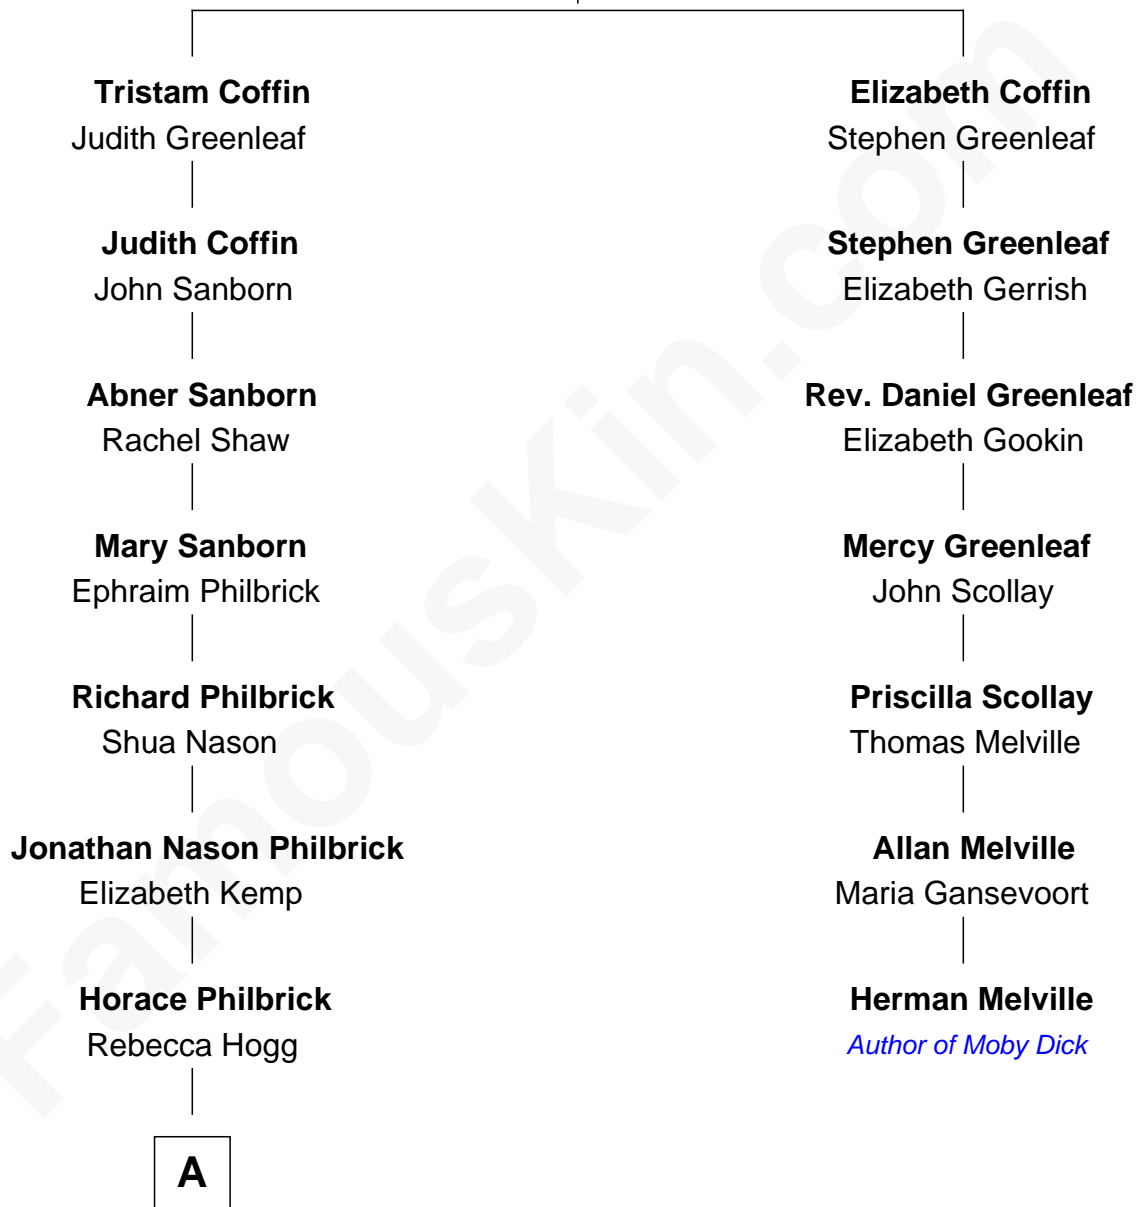 Tristam Coffin
Judith Greenleaf
Judith Coffin
John Sanborn
Abner Sanborn
Rachel Shaw
Mary Sanborn
Ephraim Philbrick
Richard Philbrick
Shua Nason
Jonathan Nason Philbrick
Elizabeth Kemp
Horace Philbrick
Rebecca Hogg
A
Elizabeth Coffin
Stephen Greenleaf
Stephen Greenleaf
Elizabeth Gerrish
Rev. Daniel Greenleaf
Elizabeth Gookin
Mercy Greenleaf
John Scollay
Priscilla Scollay
Thomas Melville
Allan Melville
Maria Gansevoort
Herman Melville
Author of Moby Dick
FamousKin.com